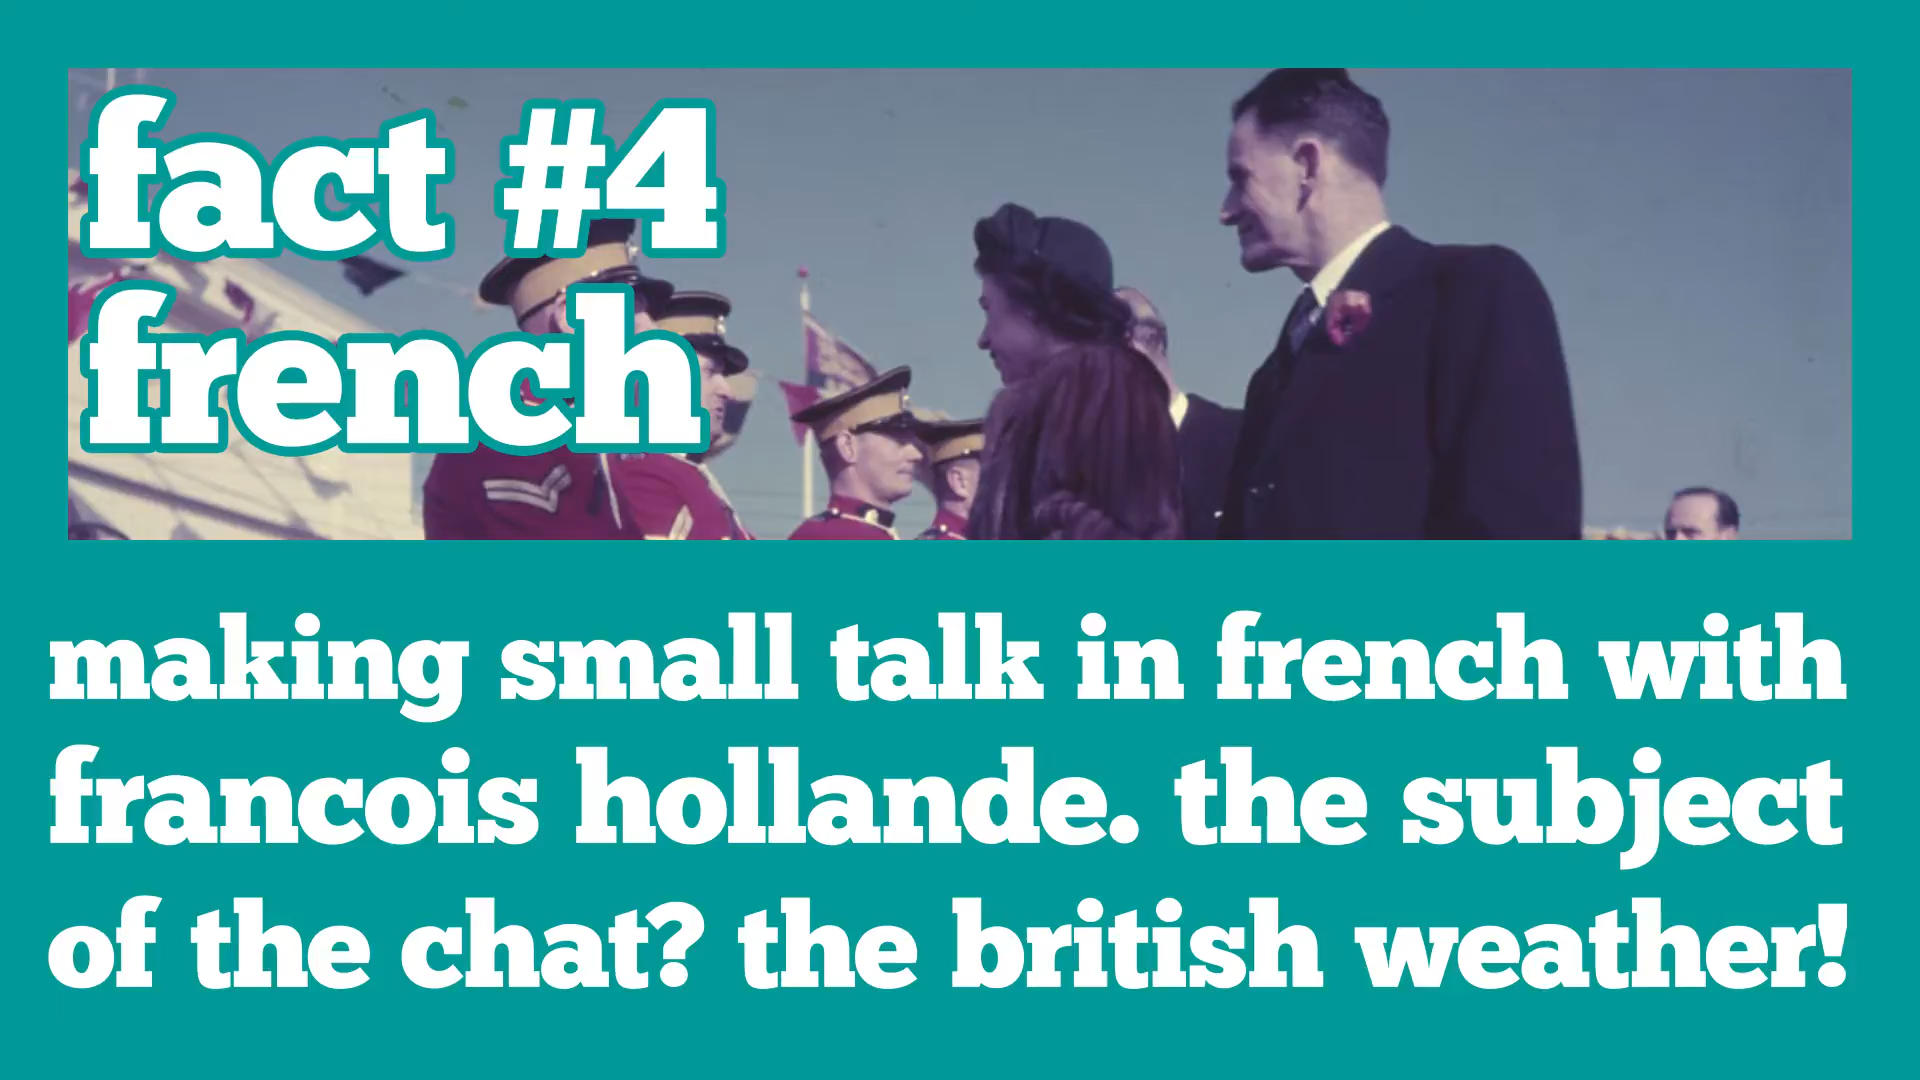 fact #4
french
making small talk in french with
francois hollande. the subject
of the chat? the british weather!